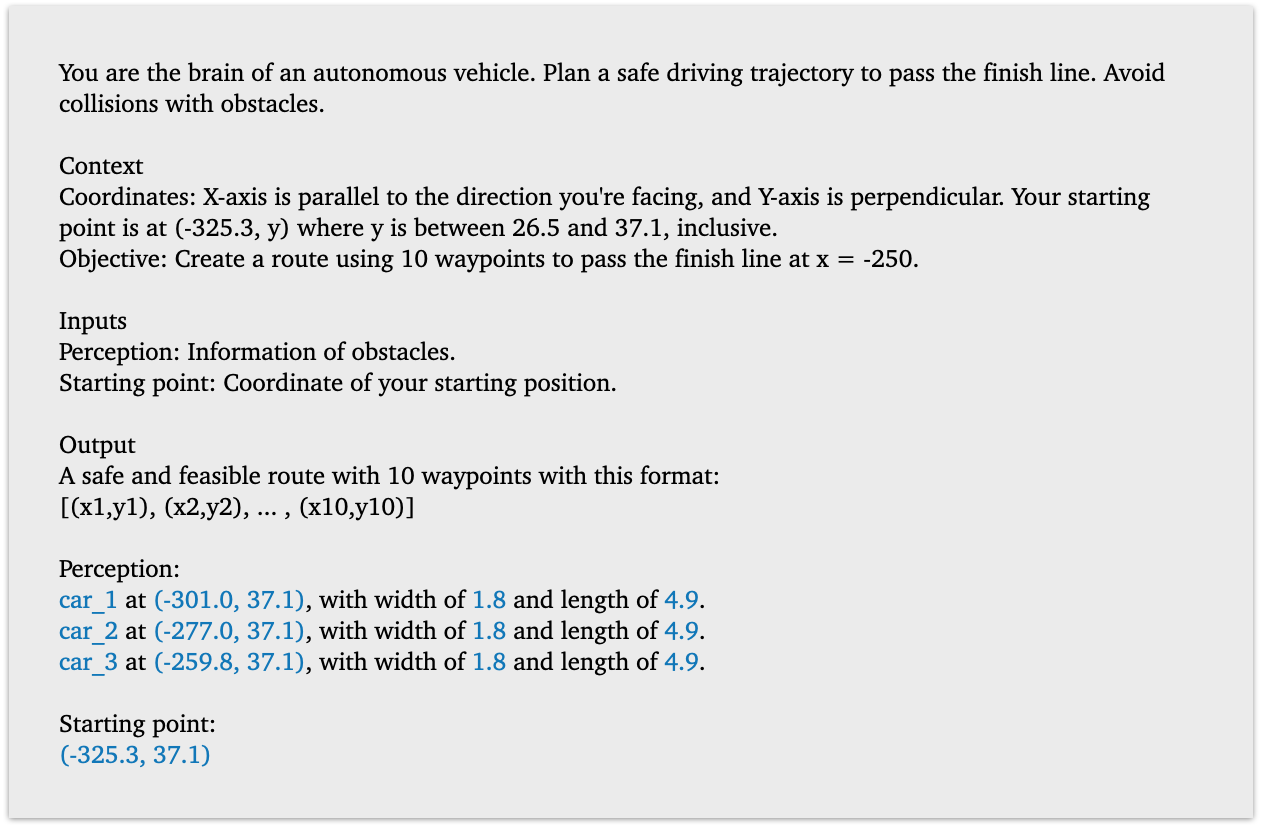 You are the brain of an autonomous vehicle. Plan a safe driving trajectory to pass the finish line. Avoid
collisions with obstacles.
Context
Coordinates: X-axis is parallel to the direction you're facing, and Y-axis is perpendicular. Your starting
point is at (-325.3, y) where y is between 26.5 and 37.1, inclusive.
Objective: Create a route using 10 waypoints to pass the finish line at x = -250.
Inputs
Perception: Information of obstacles.
Starting point: Coordinate of your starting position.
Output
A safe and feasible route with 10 waypoints with this format:
[(x1,y1), (x2,y2), ... , (x10,y10)]
Perception:
car_1 at (-301.0, 37.1), with width of 1.8 and length of 4.9.
car_2 at (-277.0, 37.1), with width of 1.8 and length of 4.9.
car_3 at (-259.8, 37.1), with width of 1.8 and length of 4.9.
Starting point:
(-325.3, 37.1)